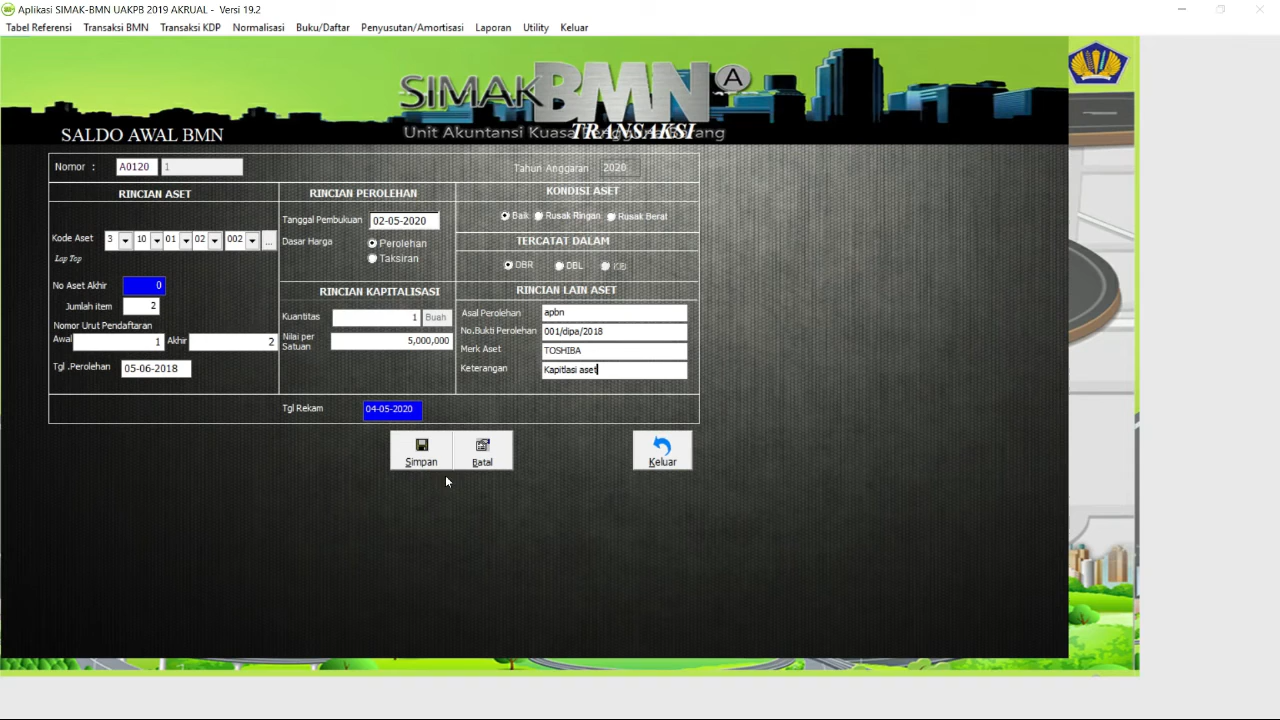 Aplikasi SIMAK-BMN UAKPB 2019 AKRUAL - Versi 19.2
Tabel Referensi Transaksi BMN Transaksi KDP Normalisasi Buku/Daftar Penyusutan/Amortisasi Laporan Utility Keluar
SIMAK BMN A
Unit Akuntansi Kuasa Barang
SALDO AWAL BMN TRANSAKSI
Nomor : A0120 1 Tahun Anggaran 2020
RINCIAN ASET
Kode Aset 3 10 01 02 002 ...
Lap Top
No Aset Akhir 0
Jumlah item 2
Nomor Urut Pendaftaran
Awal 1 Akhir 2
Tgl .Perolehan 05-06-2018
RINCIAN PEROLEHAN
Tanggal Pembukuan 02-05-2020
Dasar Harga Perolehan
Taksiran
RINCIAN KAPITALISASI
Kuantitas 1 Buah
Nilai per
Satuan 5,000,000
KONDISI ASET
Baik Rusak Ringan Rusak Berat
TERCATAT DALAM
DBR DBL KIB
RINCIAN LAIN ASET
Asal Perolehan apbn
No.Bukti Perolehan 001/dipa/2018
Merk Aset TOSHIBA
Keterangan Kapitlasi aset
Tgl Rekam 04-05-2020
Simpan Batal Keluar